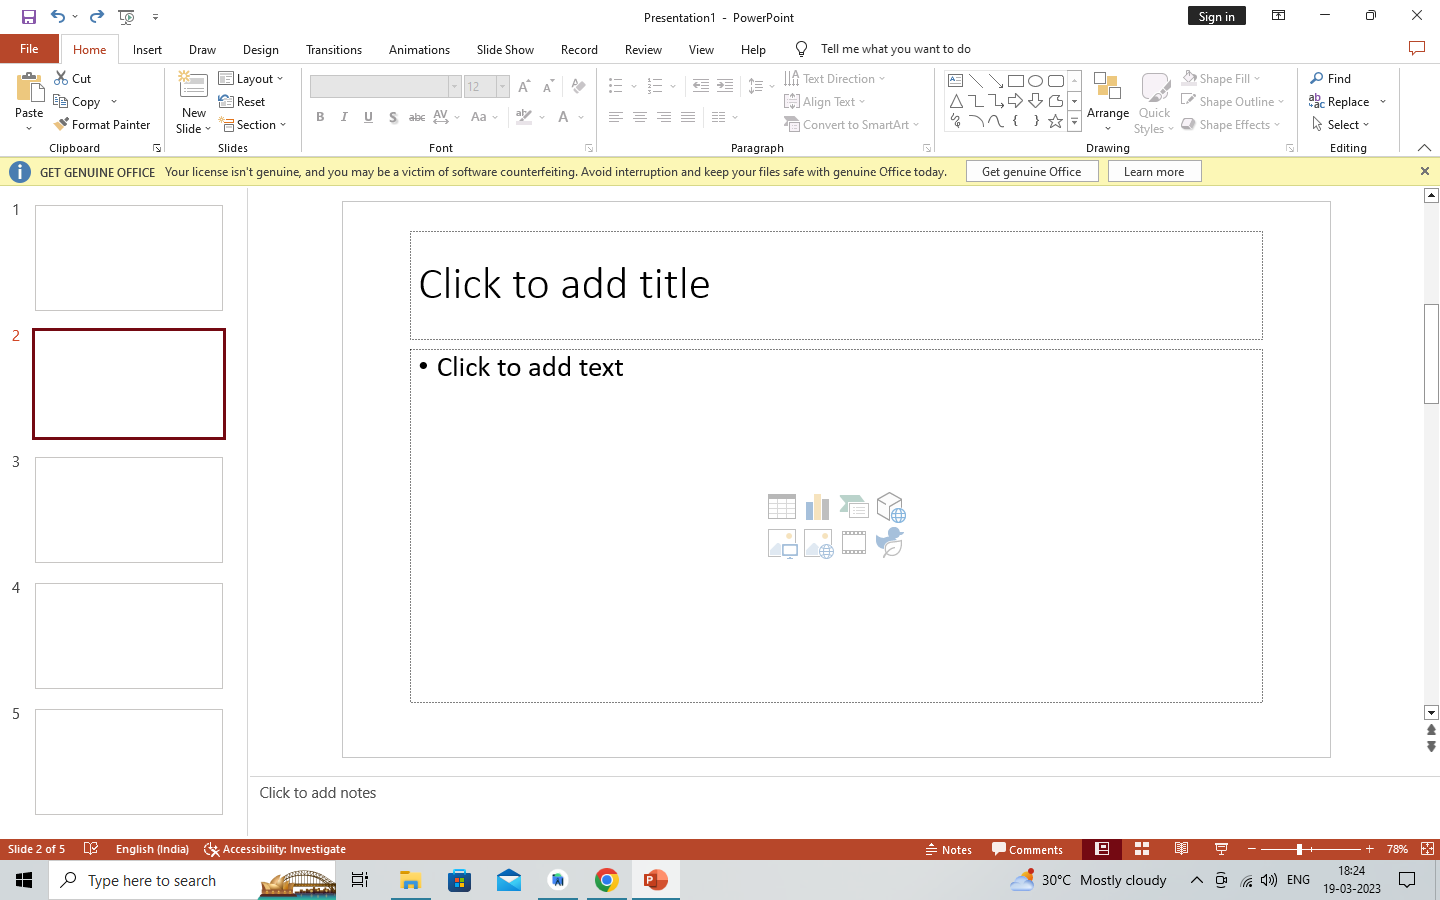 Presentation1 - PowerPoint
Sign in
File Home Insert Draw Design Transitions Animations Slide Show Record Review View Help Tell me what you want to do
Paste
Cut
Copy
Format Painter
Clipboard
New
Slide
Layout
Reset
Section
Slides
12
B I U S abc AV Aa A
Font
Text Direction
Align Text
Convert to SmartArt
Paragraph
Arrange
Quick
Styles
Shape Fill
Shape Outline
Shape Effects
Drawing
Find
Replace
Select
Editing
GET GENUINE OFFICE Your license isn't genuine, and you may be a victim of software counterfeiting. Avoid interruption and keep your files safe with genuine Office today. Get genuine Office Learn more
1
2
3
4
5
Click to add title
• Click to add text
Click to add notes
Slide 2 of 5 English (India) Accessibility: Investigate Notes Comments 78%
Type here to search
30°C Mostly cloudy
ENG
18:24
19-03-2023